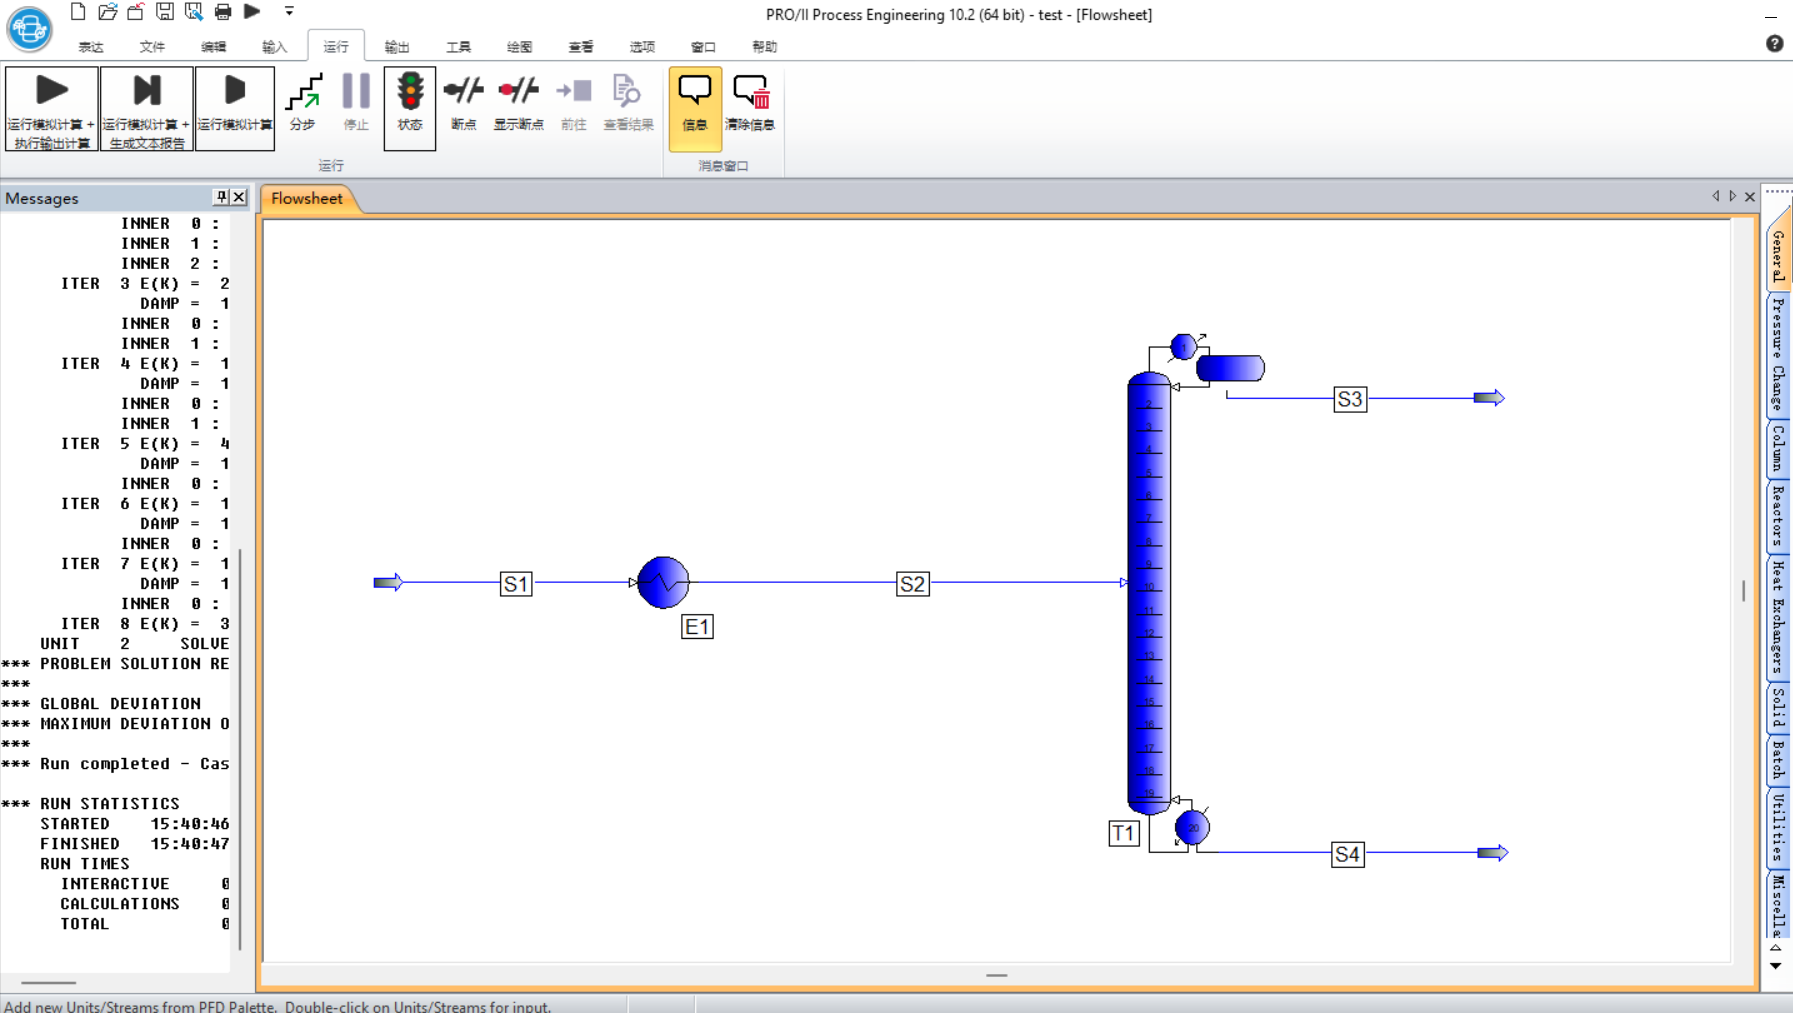 PRO/II Process Engineering 10.2 (64 bit) - test - [Flowsheet]
表达 文件 编辑 输入 运行 输出 工具 绘图 查看 选项 窗口 帮助
运行模拟计算 + 执行输出计算
运行模拟计算 + 生成文本报告
运行模拟计算
分步
停止
状态
断点
显示断点
前往
查看结果
信息
清除信息
运行
消息窗口
Messages
Flowsheet
INNER 0 :
INNER 1 :
INNER 2 :
ITER 3 E(K) = 2
DAMP = 1
INNER 0 :
INNER 1 :
ITER 4 E(K) = 1
DAMP = 1
INNER 0 :
INNER 1 :
ITER 5 E(K) = 4
DAMP = 1
INNER 0 :
ITER 6 E(K) = 1
DAMP = 1
INNER 0 :
ITER 7 E(K) = 1
DAMP = 1
INNER 0 :
ITER 8 E(K) = 3
UNIT 2 SOLVE
*** PROBLEM SOLUTION RE
***
*** GLOBAL DEVIATION
*** MAXIMUM DEVIATION O
***
*** Run completed - Cas
*** RUN STATISTICS
STARTED 15:40:46
FINISHED 15:40:47
RUN TIMES
INTERACTIVE 0
CALCULATIONS 0
TOTAL 0
S1
E1
S2
1
2
3
4
5
6
7
8
9
10
11
12
13
14
15
16
17
18
19
20
T1
S3
S4
General
Pressure Change
Column
Reactors
Heat Exchangers
Solid
Batch
Utilities
Miscella
Add new Units/Streams from PFD Palette. Double-click on Units/Streams for input.